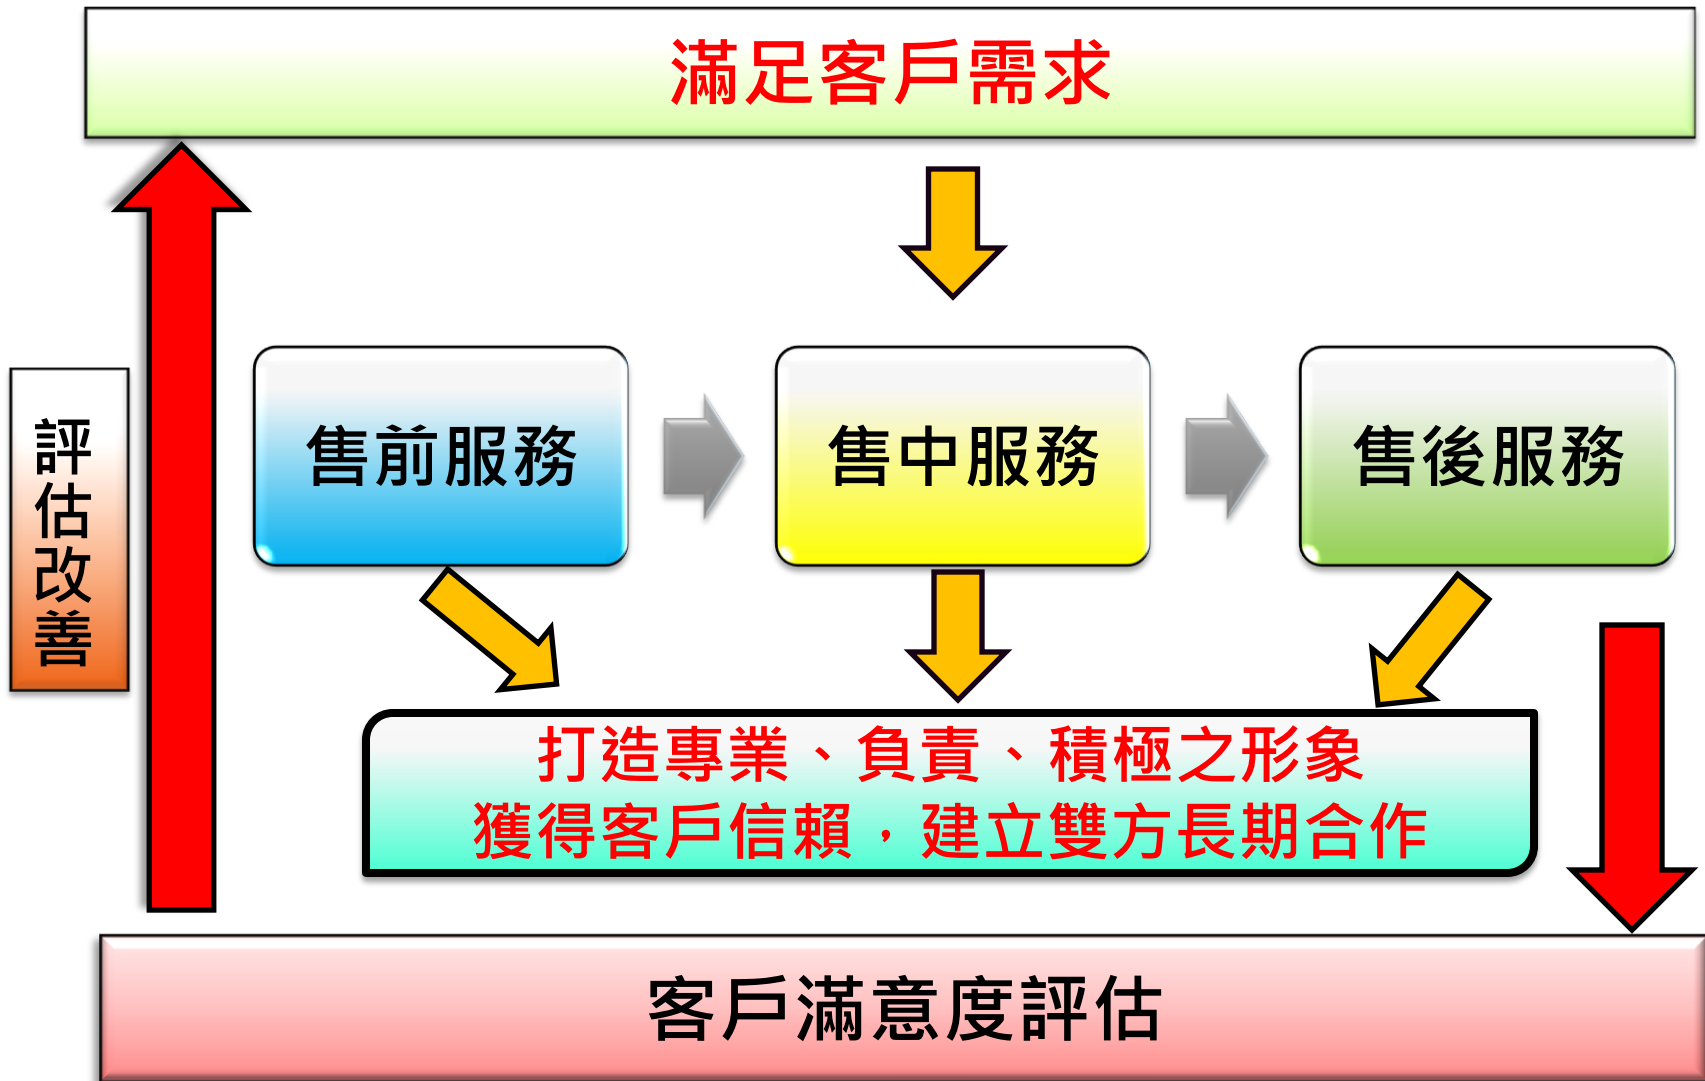 滿足客戶需求
售前服務
售中服務
售後服務
評估改善
打造專業、負責、積極之形象
獲得客戶信賴，建立雙方長期合作
客戶滿意度評估